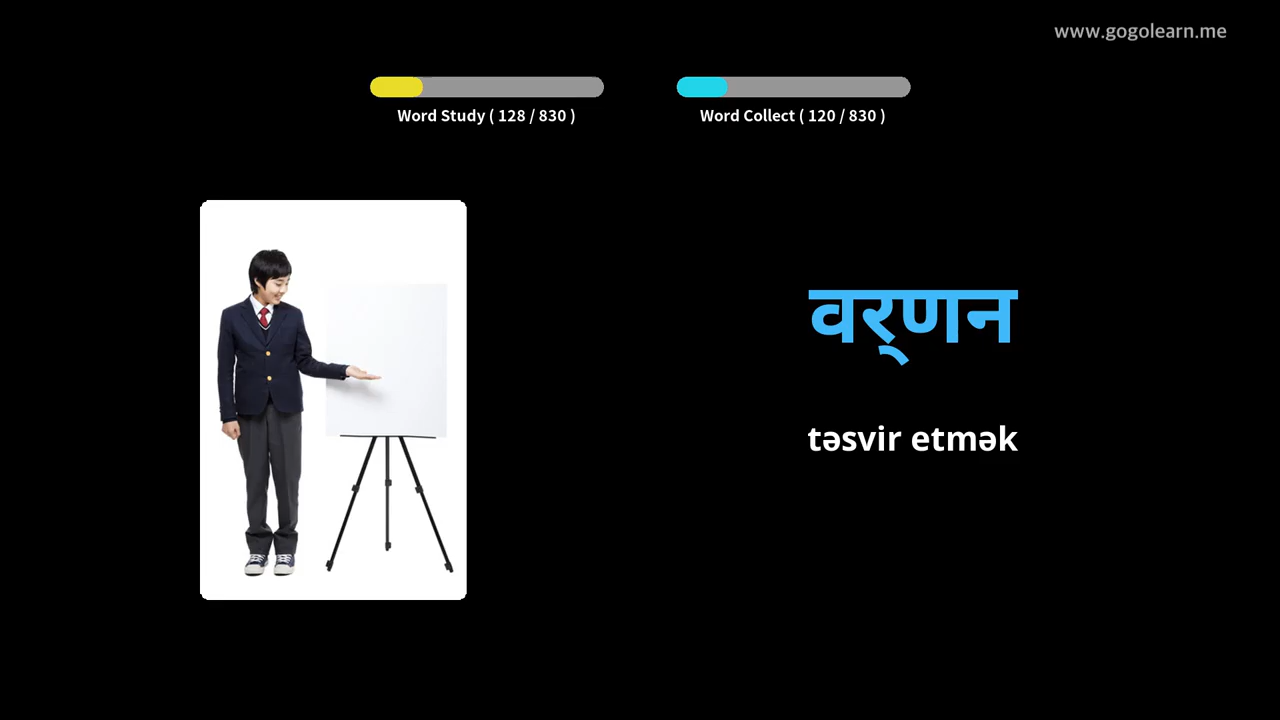 www.gogolearn.me
Word Study ( 128 / 830 )
Word Collect ( 120 / 830 )
वर्‌णन
təsvir etmək